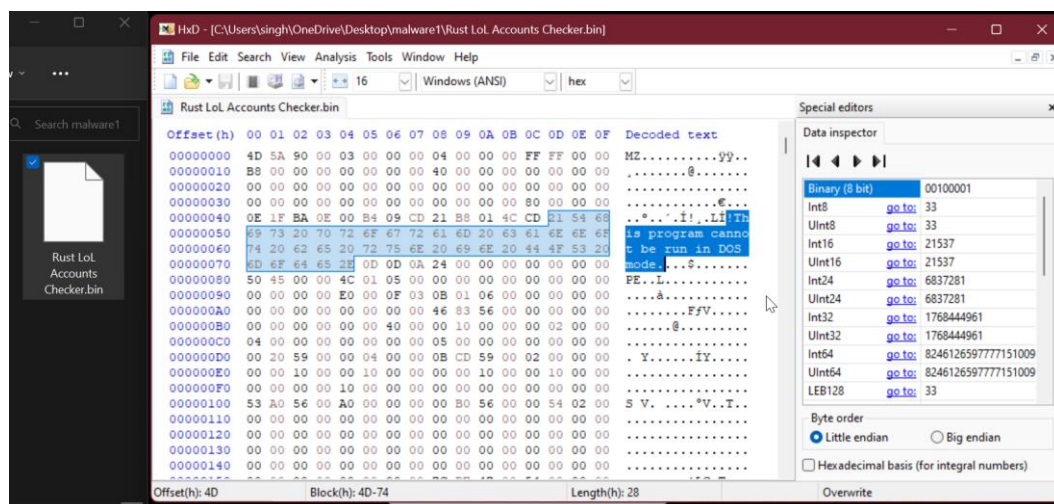 HxD - [C:\Users\singh\OneDrive\Desktop\malware1\Rust LoL Accounts Checker.bin]
File Edit Search View Analysis Tools Window Help
16 Windows (ANSI) hex
Search malware1
Rust LoL
Accounts
Checker.bin
Rust LoL Accounts Checker.bin
Offset(h) 00 01 02 03 04 05 06 07 08 09 0A 0B 0C 0D 0E 0F Decoded text
00000000 4D 5A 90 00 03 00 00 00 04 00 00 00 FF FF 00 00 MZ..........ÿÿ..
00000010 B8 00 00 00 00 00 00 00 40 00 00 00 00 00 00 00 ¸.......@.......
00000020 00 00 00 00 00 00 00 00 00 00 00 00 00 00 00 00 ................
00000030 00 00 00 00 00 00 00 00 00 00 00 00 80 00 00 00 ............€...
00000040 0E 1F BA 0E 00 B4 09 CD 21 B8 01 4C CD 21 54 68 ..º..´.Í!¸.LÍ!Th
00000050 69 73 20 70 72 6F 67 72 61 6D 20 63 61 6E 6E 6F is program canno
00000060 74 20 62 65 20 72 75 6E 20 69 6E 20 44 4F 53 20 t be run in DOS
00000070 6D 6F 64 65 2E 0D 0D 0A 24 00 00 00 00 00 00 00 mode....$.......
00000080 50 45 00 00 4C 01 05 00 00 00 00 00 00 00 00 00 PE..L...........
00000090 00 00 00 00 E0 00 0F 03 0B 01 06 00 00 00 00 00 ....à...........
000000A0 00 00 00 00 00 00 00 00 46 83 56 00 00 00 00 00 ........FƒV.....
000000B0 00 00 00 00 00 00 40 00 00 10 00 00 00 02 00 00 ......@.........
000000C0 04 00 00 00 00 00 00 00 05 00 00 00 00 00 00 00 ................
000000D0 00 20 59 00 00 04 00 00 0B CD 59 00 02 00 00 00 . Y......ÍY.....
000000E0 00 00 10 00 00 10 00 00 00 00 10 00 00 10 00 00 ................
000000F0 00 00 00 00 10 00 00 00 00 00 00 00 00 00 00 00 ................
00000100 53 A0 56 00 A0 00 00 00 00 B0 56 00 00 54 02 00 S V. ....°V..T..
00000110 00 00 00 00 00 00 00 00 00 00 00 00 00 00 00 00 ................
00000120 00 00 00 00 00 00 00 00 00 00 00 00 00 00 00 00 ................
00000130 00 00 00 00 00 00 00 00 00 00 00 00 00 00 00 00 ................
00000140 00 00 00 00 00 00 00 00 00 00 00 00 00 00 00 00 ................
Special editors
Data inspector
Binary (8 bit) 00100001
Int8 go to: 33
UInt8 go to: 33
Int16 go to: 21537
UInt16 go to: 21537
Int24 go to: 6837281
UInt24 go to: 6837281
Int32 go to: 1768444961
UInt32 go to: 1768444961
Int64 go to: 8246126597777151009
UInt64 go to: 8246126597777151009
LEB128 go to: 33
Byte order
Little endian Big endian
Hexadecimal basis (for integral numbers)
Offset(h): 4D Block(h): 4D-74 Length(h): 28 Overwrite